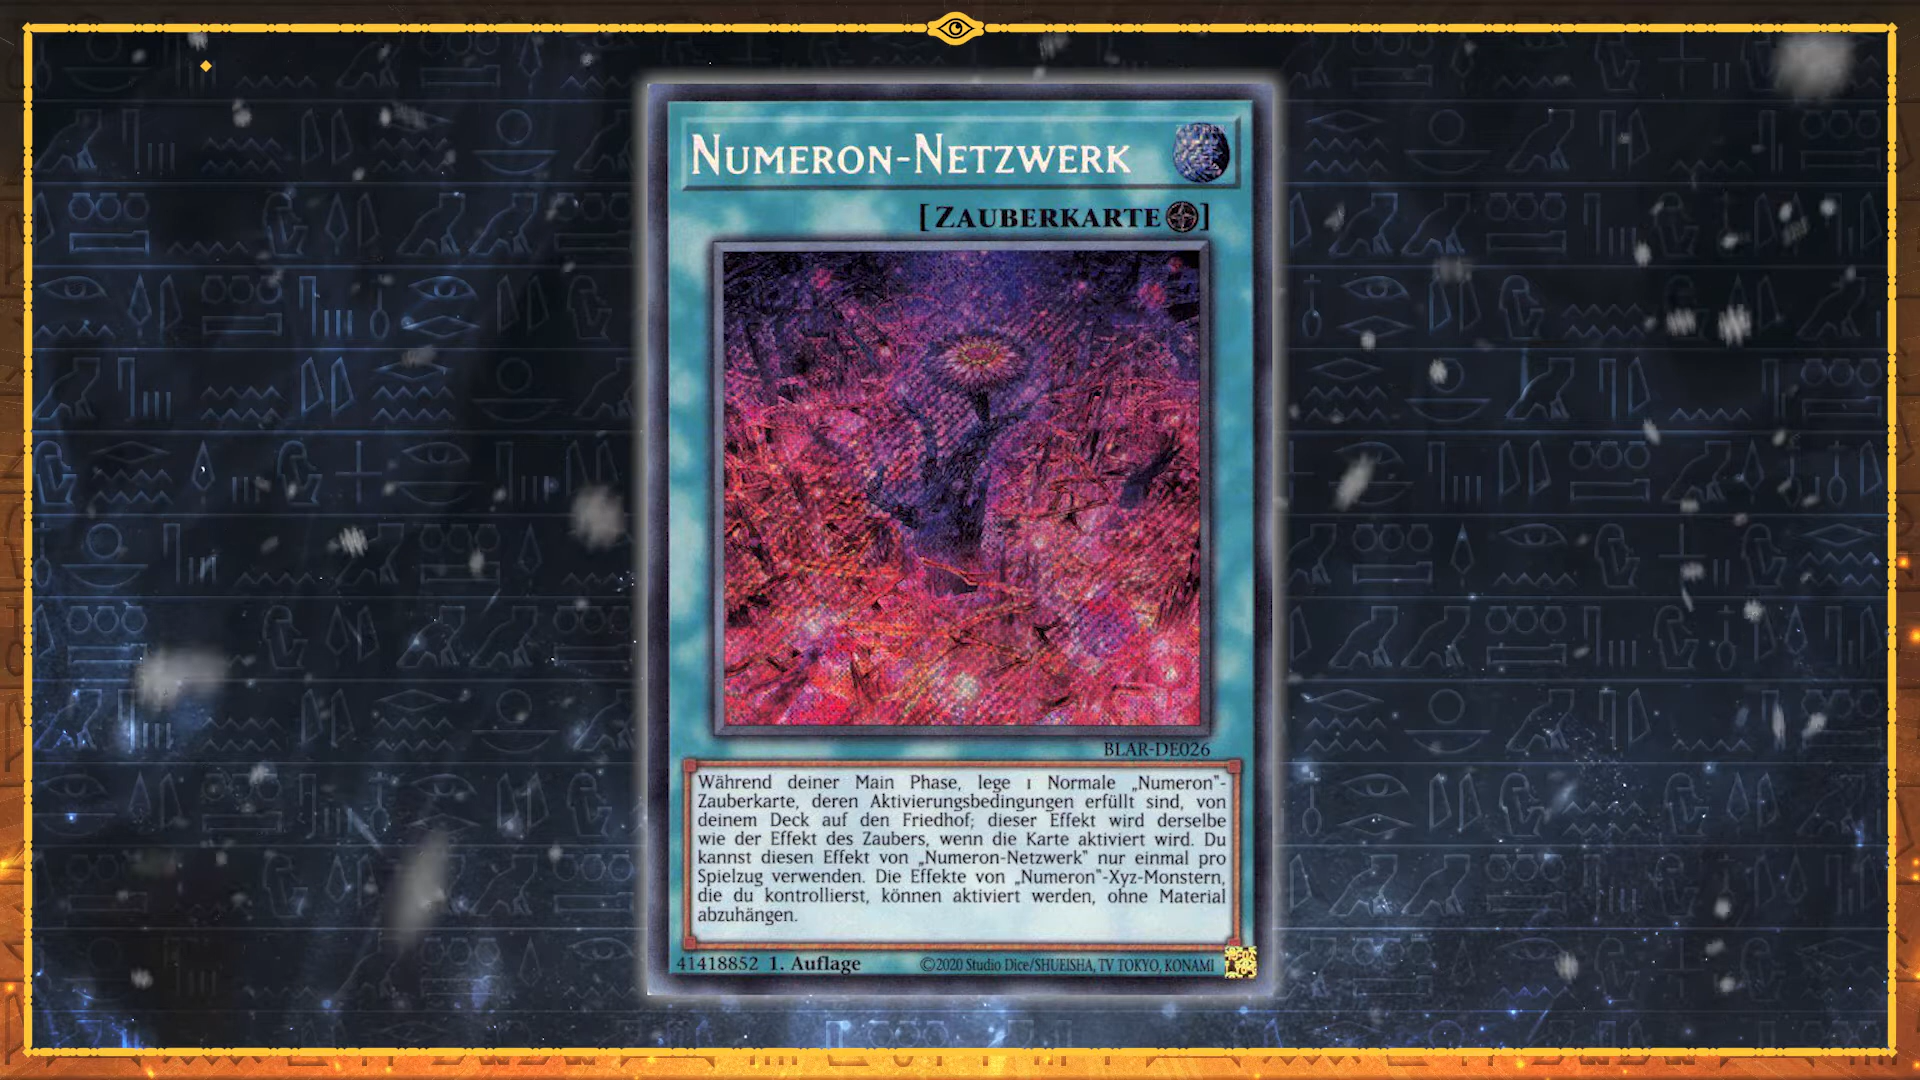 Numeron-Netzwerk
[Zauberkarte]
BLAR-DE026
Während deiner Main Phase, lege 1 Normale „Numeron"-
Zauberkarte, deren Aktivierungsbedingungen erfüllt sind, von
deinem Deck auf den Friedhof; dieser Effekt wird derselbe
wie der Effekt des Zaubers, wenn die Karte aktiviert wird. Du
kannst diesen Effekt von „Numeron-Netzwerk" nur einmal pro
Spielzug verwenden. Die Effekte von „Numeron"-Xyz-Monstern,
die du kontrollierst, können aktiviert werden, ohne Material
abzuhängen.
41418852 1. Auflage ©2020 Studio Dice/SHUEISHA, TV TOKYO, KONAMI